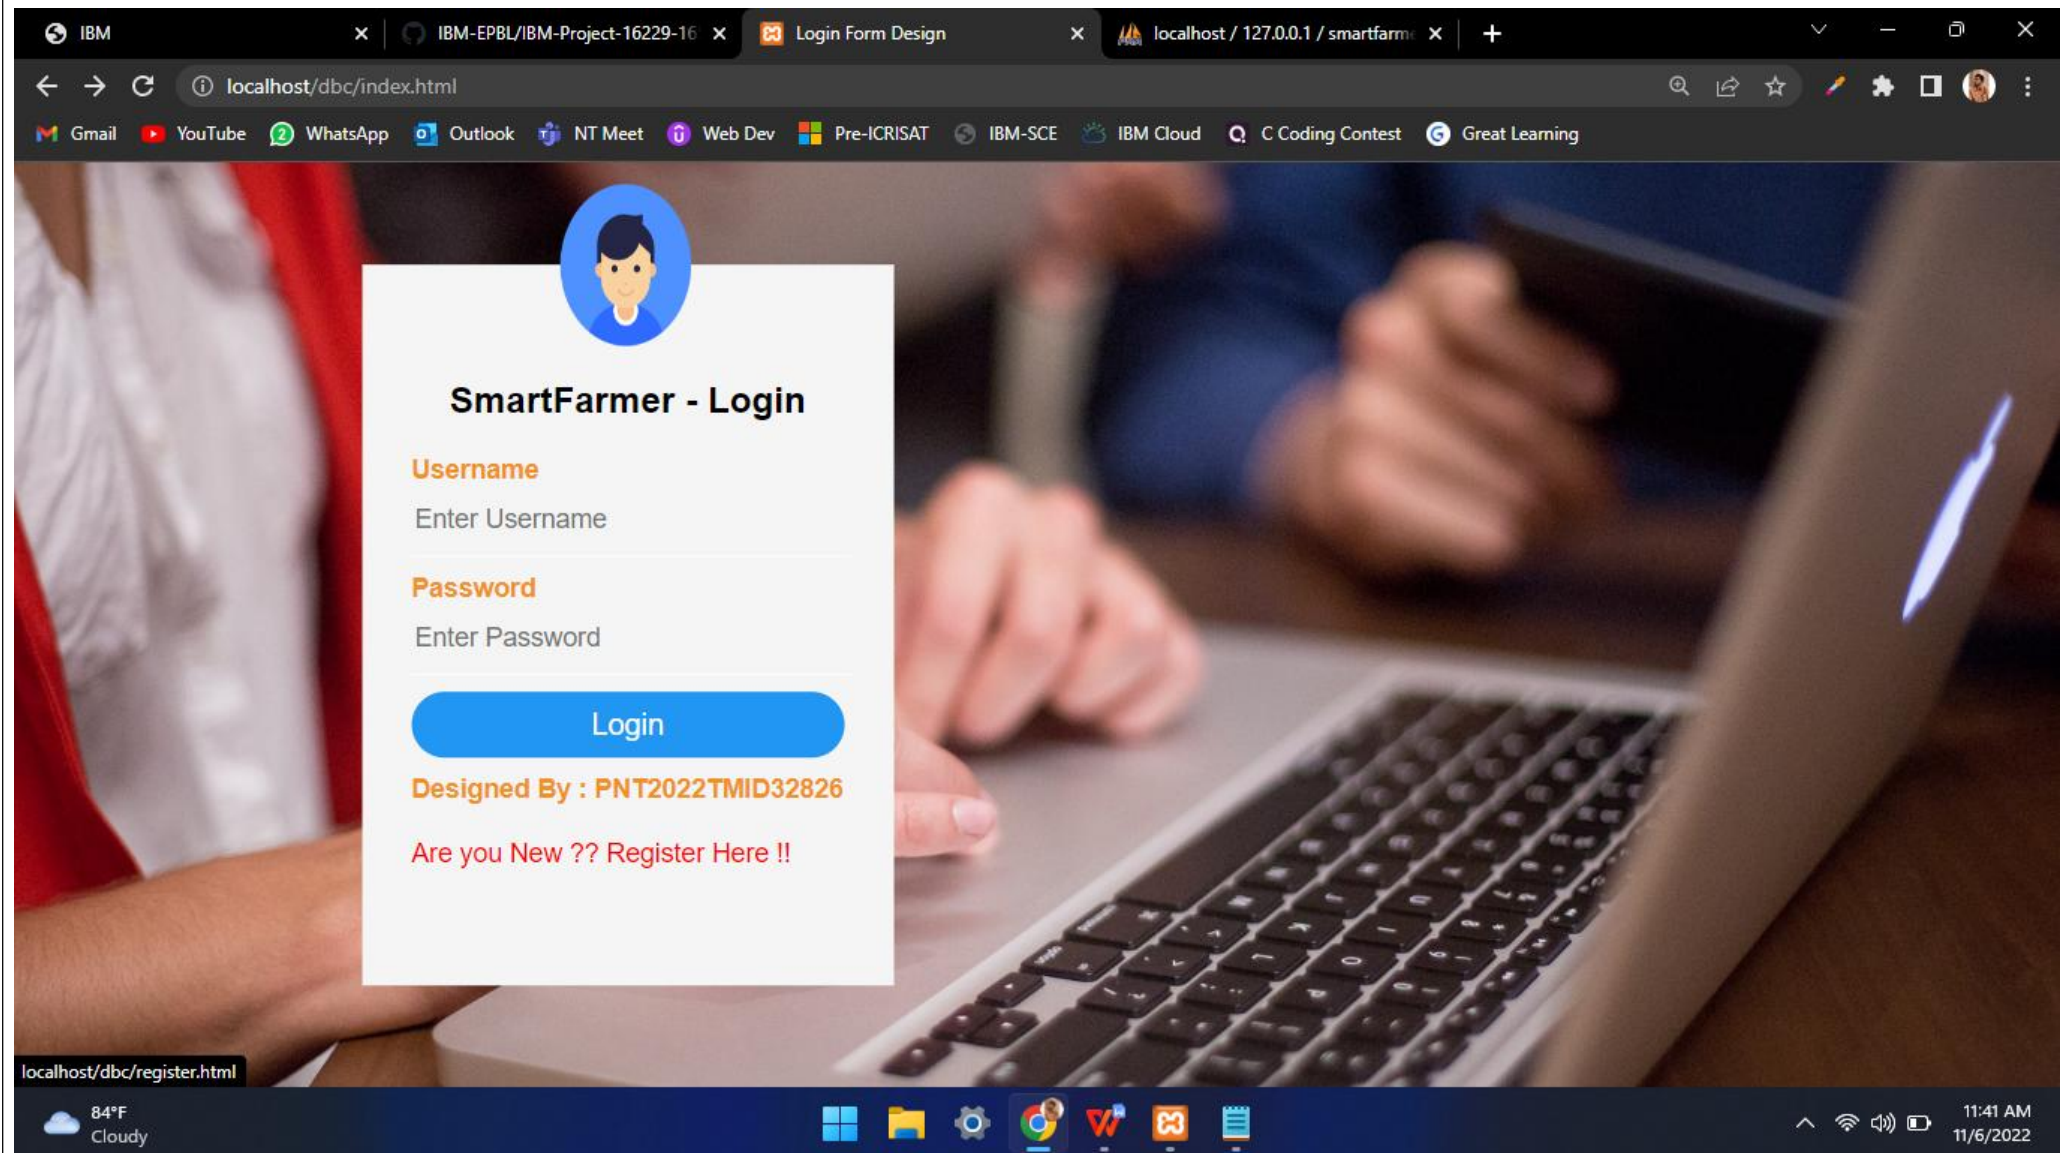 IBM
IBM-EPBL/IBM-Project-16229-16
Login Form Design
localhost / 127.0.0.1 / smartfarm
localhost/dbc/index.html
Gmail
YouTube
2
WhatsApp
Outlook
NT Meet
Web Dev
Pre-ICRISAT
IBM-SCE
IBM Cloud
C Coding Contest
Great Learning
SmartFarmer - Login
Username
Enter Username
Password
Enter Password
Login
Designed By : PNT2022TMID32826
Are you New ?? Register Here !!
localhost/dbc/register.html
84°F
Cloudy
11:41 AM
11/6/2022